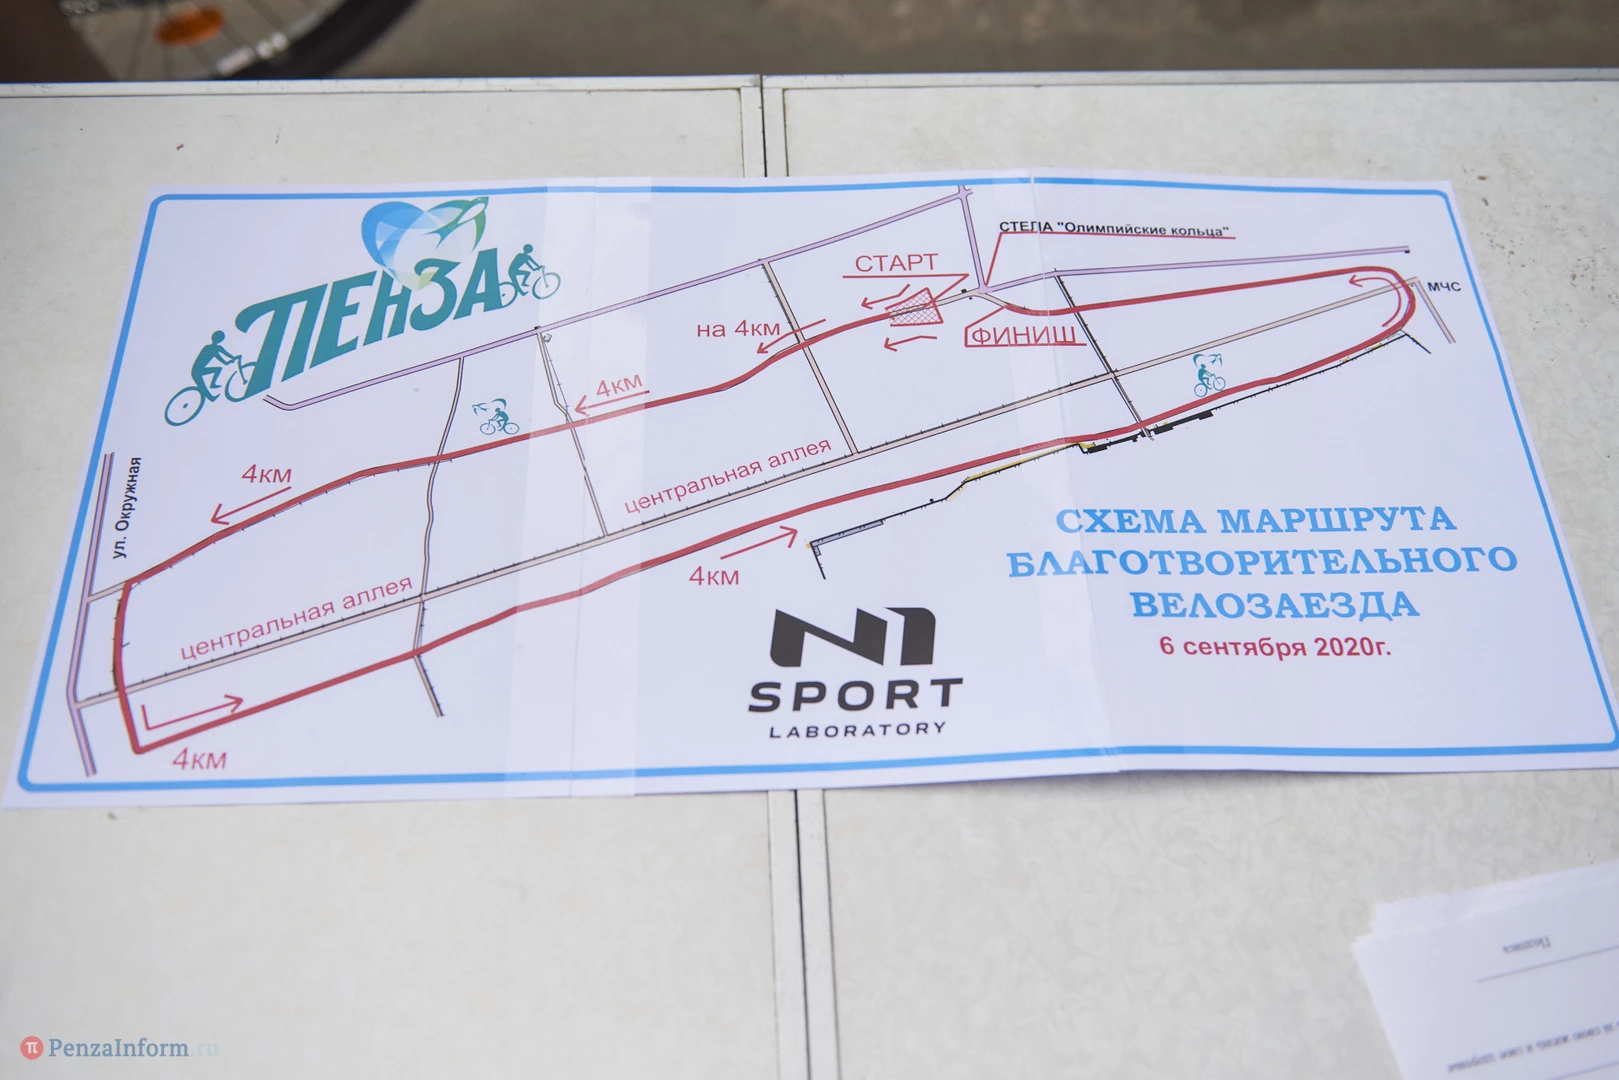 ПЕНЗА
СТЕЛА "Олимпийские кольца"
СТАРТ
МЧС
на 4км
ФИНИШ
4км
4км
центральная аллея
ул. Окружная
4км
центральная аллея
4км
СХЕМА МАРШРУТА
БЛАГОТВОРИТЕЛЬНОГО
ВЕЛОЗАЕЗДА
6 сентября 2020г.
N1
SPORT
LABORATORY
Подпись
PenzaInform.ru